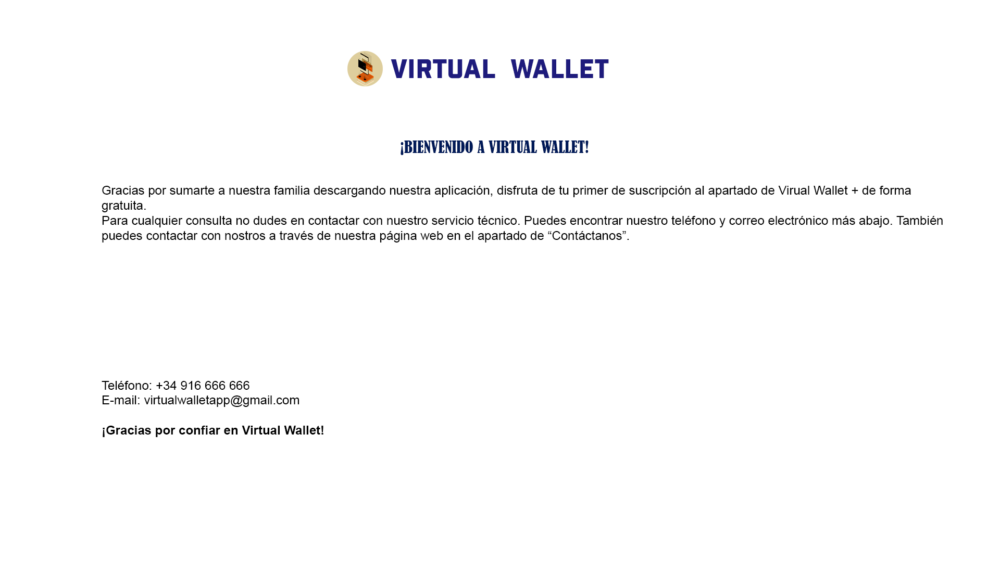 VIRTUAL WALLET
¡BIENVENIDO A VIRTUAL WALLET!
Gracias por sumarte a nuestra familia descargando nuestra aplicación, disfruta de tu primer de suscripción al apartado de Virual Wallet + de forma
gratuita.
Para cualquier consulta no dudes en contactar con nuestro servicio técnico. Puedes encontrar nuestro teléfono y correo electrónico más abajo. También
puedes contactar con nostros a través de nuestra página web en el apartado de “Contáctanos”.
Teléfono: +34 916 666 666
E-mail: virtualwalletapp@gmail.com
¡Gracias por confiar en Virtual Wallet!